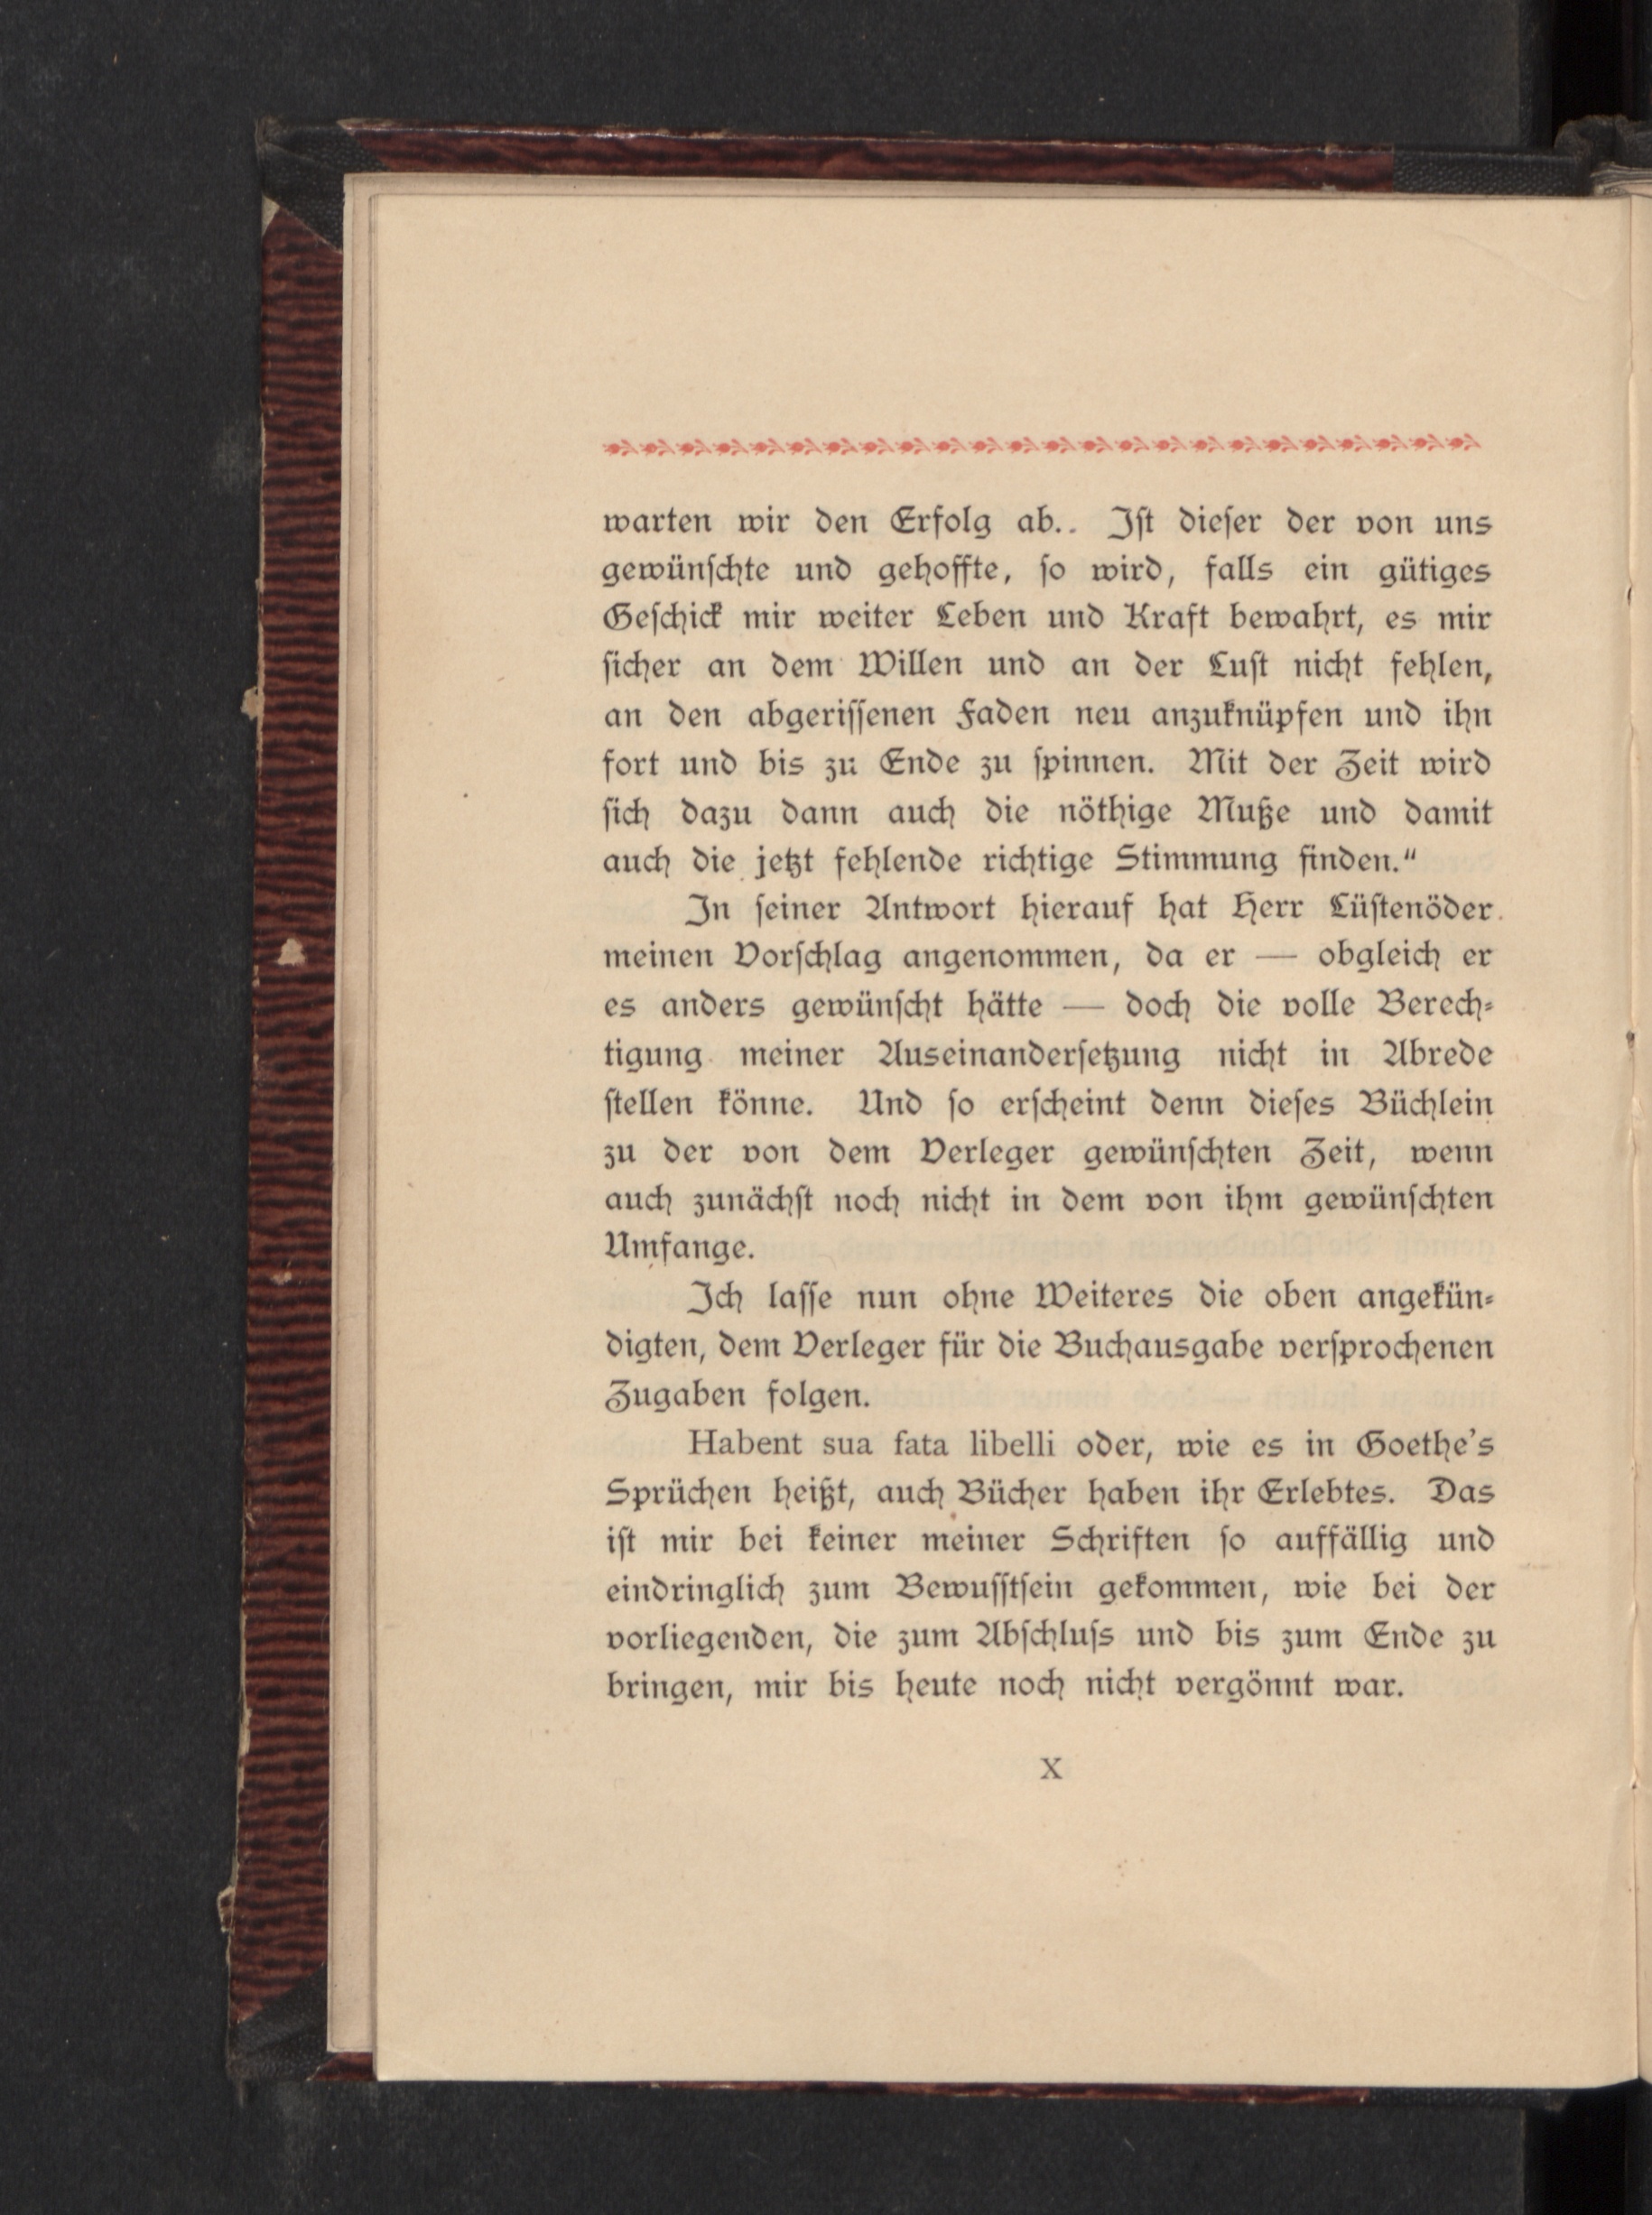 warten wir den Erfolg ab.. Iſt dieſer der von uns
gewünſchte und gehoffte, ſo wird, falls ein gütiges
Geſchick mir weiter Leben und Kraft bewahrt, es mir
ſicher an dem Willen und an der Luſt nicht fehlen,
an den abgeriſſenen Faden neu anzuknüpfen und ihn
fort und bis zu Ende zu ſpinnen. Mit der Zeit wird
ſich dazu dann auch die nöthige Muße und damit
auch die jetzt fehlende richtige Stimmung finden.“
In ſeiner Antwort hierauf hat Herr Lüſtenöder
meinen Vorſchlag angenommen, da er — obgleich er
es anders gewünſcht hätte — doch die volle Berech⸗
tigung meiner Auseinanderſetzung nicht in Abrede
ſtellen könne. Und ſo erſcheint denn dieſes Büchlein
zu der von dem Verleger gewünſchten Zeit, wenn
auch zunächſt noch nicht in dem von ihm gewünſchten
Umfange.
Ich laſſe nun ohne Weiteres die oben angekün⸗
digten, dem Verleger für die Buchausgabe verſprochenen
Zugaben folgen.
Habent sua fata libelli oder, wie es in Goethe’s
Sprüchen heißt, auch Bücher haben ihr Erlebtes. Das
iſt mir bei keiner meiner Schriften ſo auffällig und
eindringlich zum Bewuſſtſein gekommen, wie bei der
vorliegenden, die zum Abſchluſs und bis zum Ende zu
bringen, mir bis heute noch nicht vergönnt war.
X